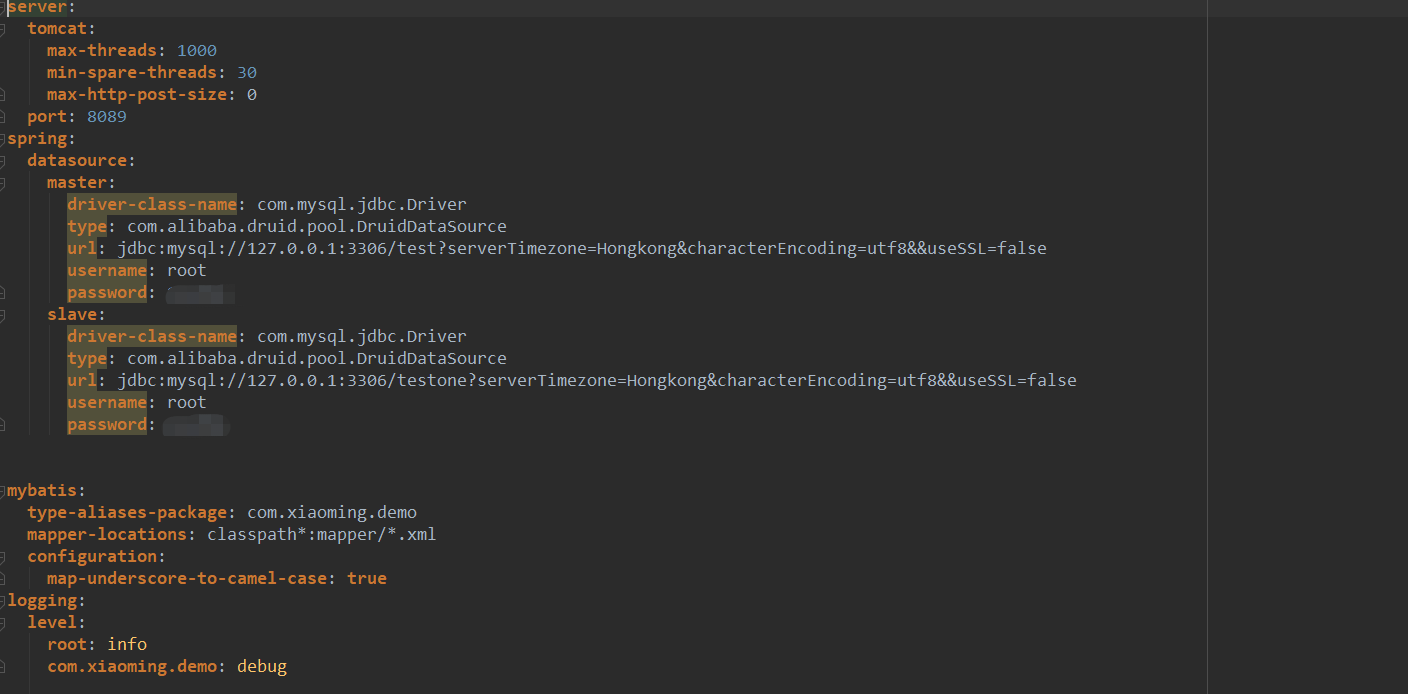 server:
  tomcat:
    max-threads: 1000
    min-spare-threads: 30
    max-http-post-size: 0
  port: 8089
spring:
  datasource:
    master:
      driver-class-name: com.mysql.jdbc.Driver
      type: com.alibaba.druid.pool.DruidDataSource
      url: jdbc:mysql://127.0.0.1:3306/test?serverTimezone=Hongkong&characterEncoding=utf8&&useSSL=false
      username: root
      password:
    slave:
      driver-class-name: com.mysql.jdbc.Driver
      type: com.alibaba.druid.pool.DruidDataSource
      url: jdbc:mysql://127.0.0.1:3306/testone?serverTimezone=Hongkong&characterEncoding=utf8&&useSSL=false
      username: root
      password:
mybatis:
  type-aliases-package: com.xiaoming.demo
  mapper-locations: classpath*:mapper/*.xml
  configuration:
    map-underscore-to-camel-case: true
logging:
  level:
    root: info
    com.xiaoming.demo: debug